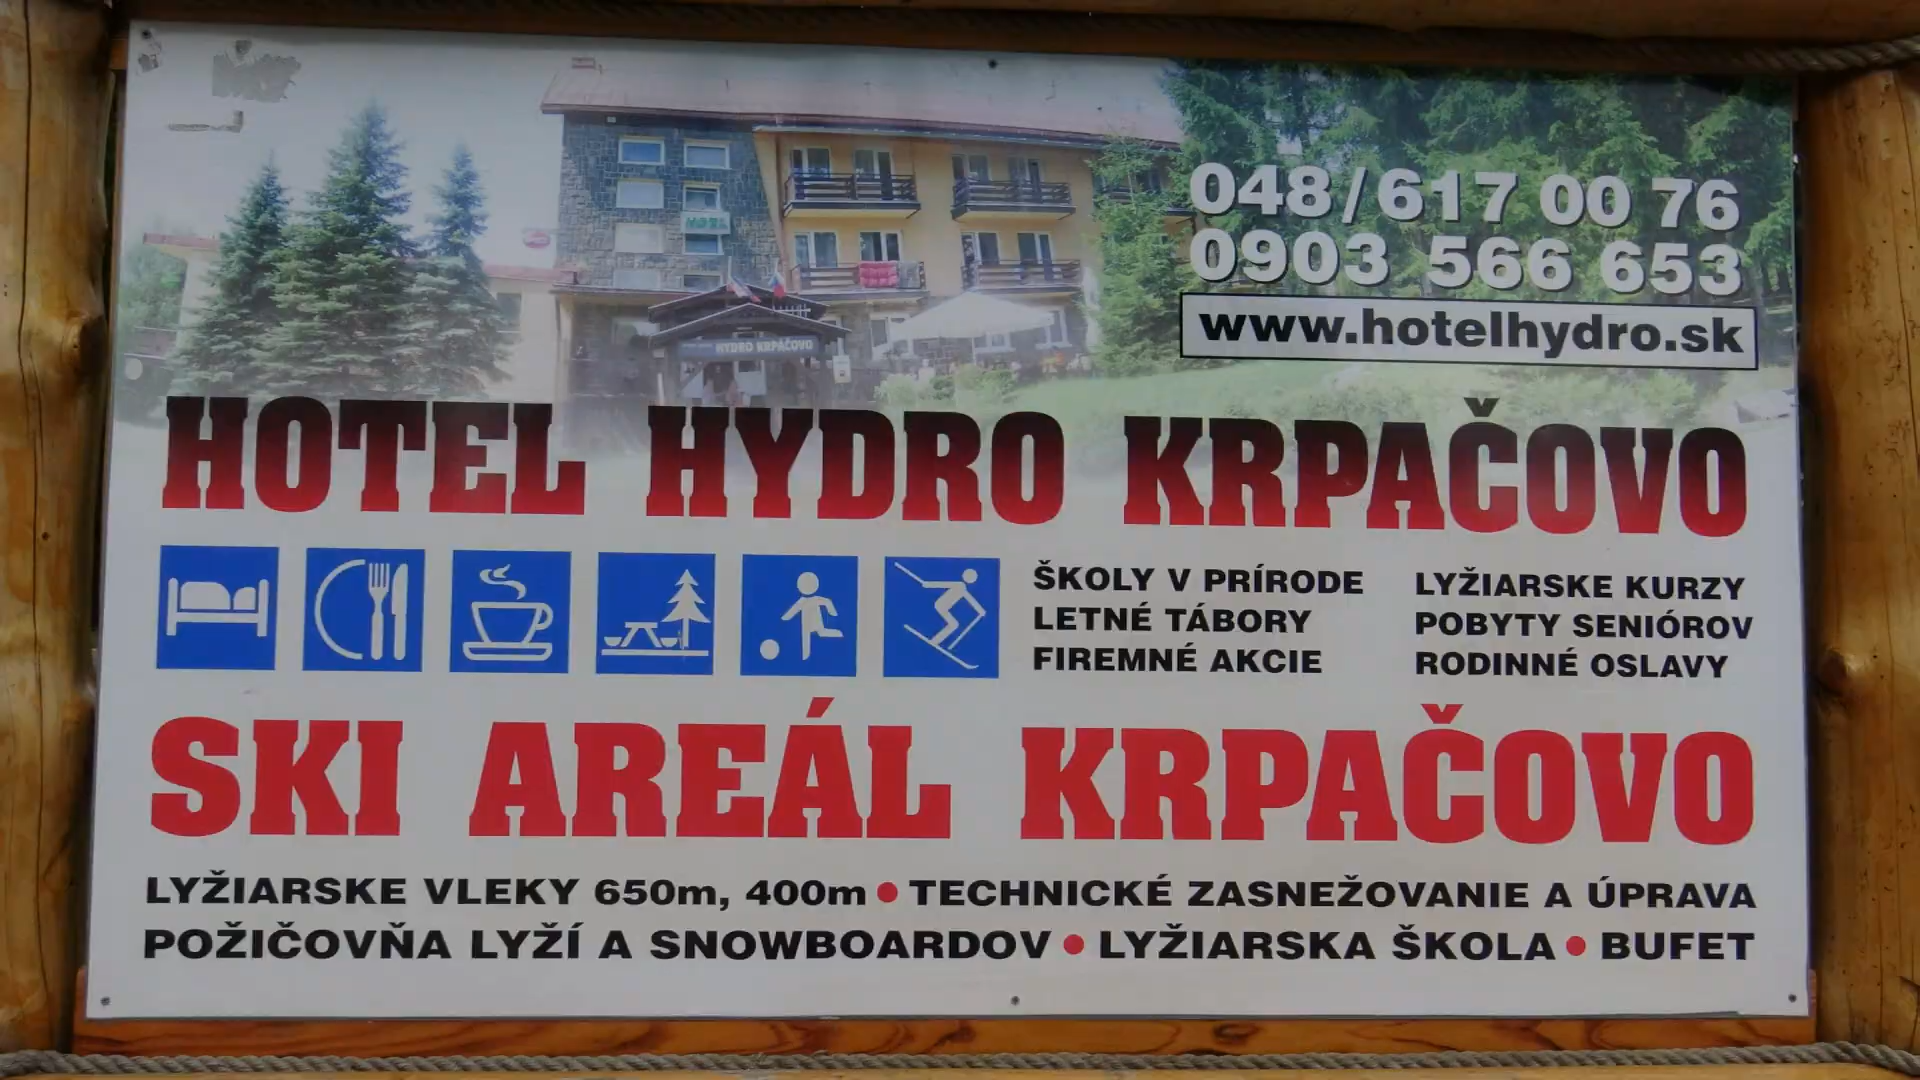 048/617 00 76
0903 566 653
www.hotelhydro.sk
HOTEL
HYDRO KRPAČOVO
HOTEL HYDRO KRPAČOVO
ŠKOLY V PRÍRODE
LETNÉ TÁBORY
FIREMNÉ AKCIE
LYŽIARSKE KURZY
POBYTY SENIÓROV
RODINNÉ OSLAVY
SKI AREÁL KRPAČOVO
LYŽIARSKE VLEKY 650m, 400m • TECHNICKÉ ZASNEŽOVANIE A ÚPRAVA
POŽIČOVŇA LYŽÍ A SNOWBOARDOV • LYŽIARSKA ŠKOLA • BUFET